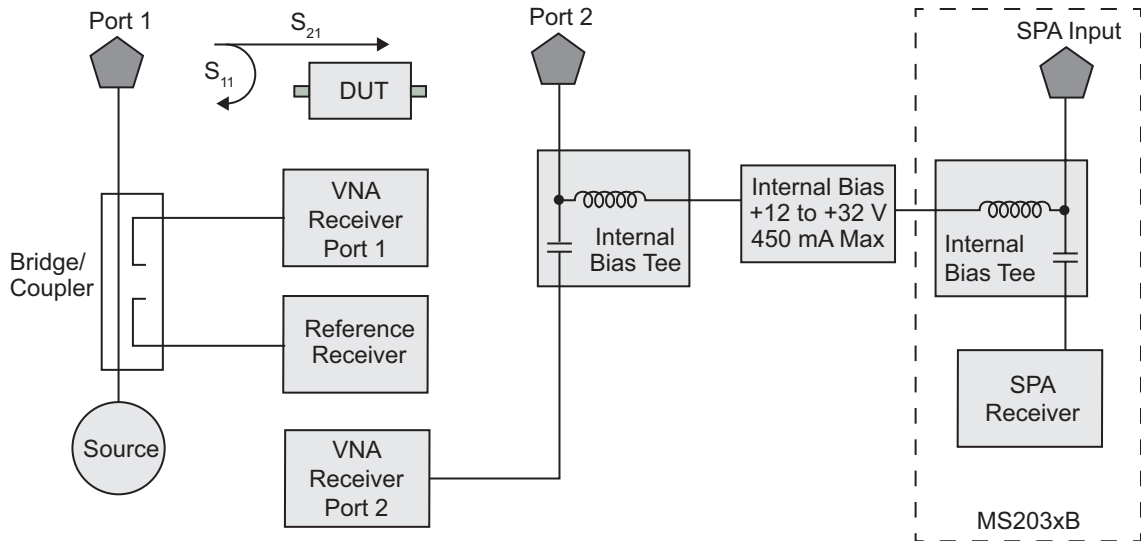 Port 1
S21
S11
DUT
Port 2
SPA Input
VNA
Receiver
Port 1
Bridge/
Coupler
Reference
Receiver
Source
VNA
Receiver
Port 2
Internal
Bias Tee
Internal Bias
+12 to +32 V
450 mA Max
Internal
Bias Tee
SPA
Receiver
MS203xB